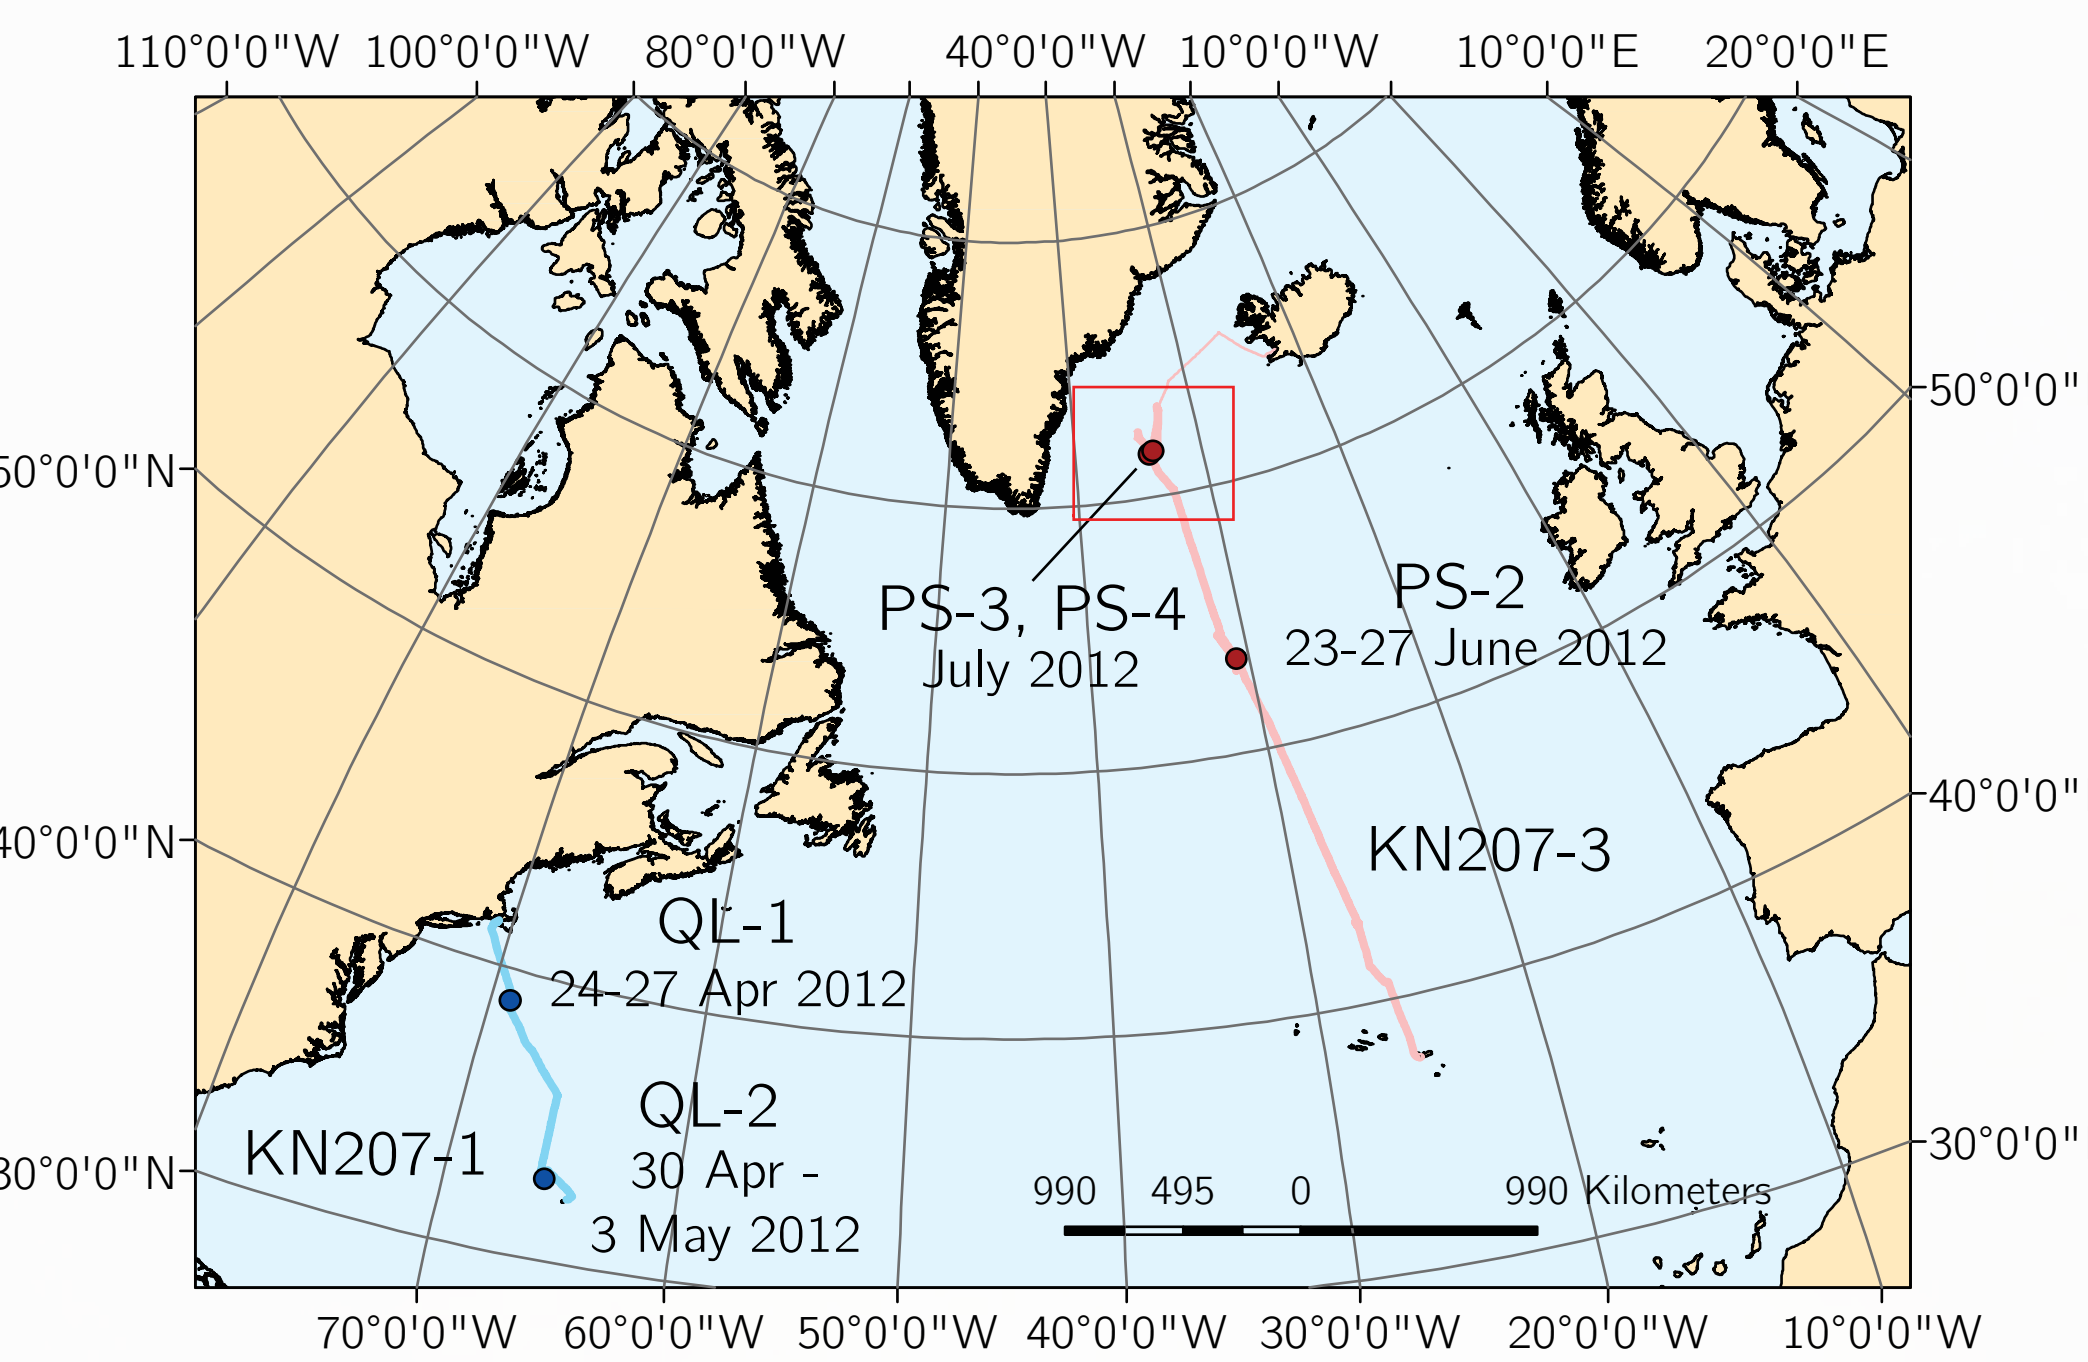 110°0'0"W 100°0'0"W 80°0'0"W 40°0'0"W 10°0'0"W 10°0'0"E 20°0'0"E
50°0'0"
50°0'0"N
PS-2
23-27 June 2012
PS-3, PS-4
July 2012
40°0'0"
40°0'0"N
KN207-3
QL-1
24-27 Apr 2012
QL-2
30 Apr -
3 May 2012
KN207-1
30°0'0"
30°0'0"N
990 495 0 990 Kilometers
70°0'0"W 60°0'0"W 50°0'0"W 40°0'0"W 30°0'0"W 20°0'0"W 10°0'0"W